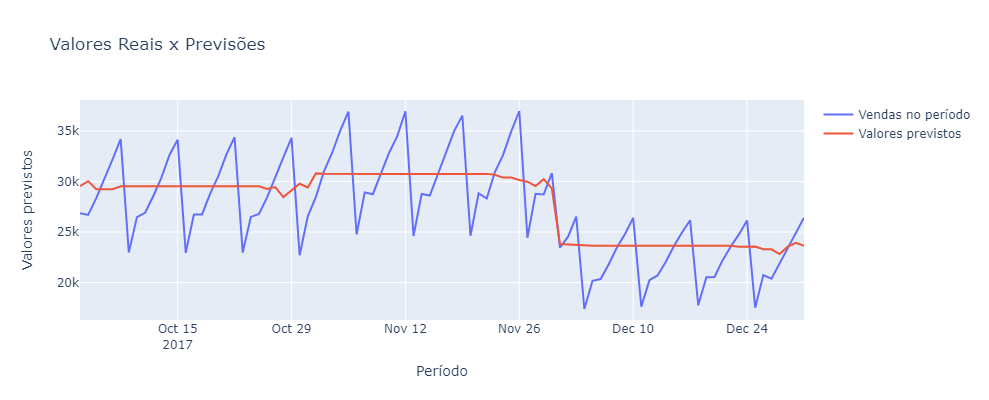 Valores Reais x Previsões
Vendas no período
Valores previstos
Valores previstos
35k
30k
25k
20k
Oct 15
2017
Oct 29
Nov 12
Nov 26
Dec 10
Dec 24
Período